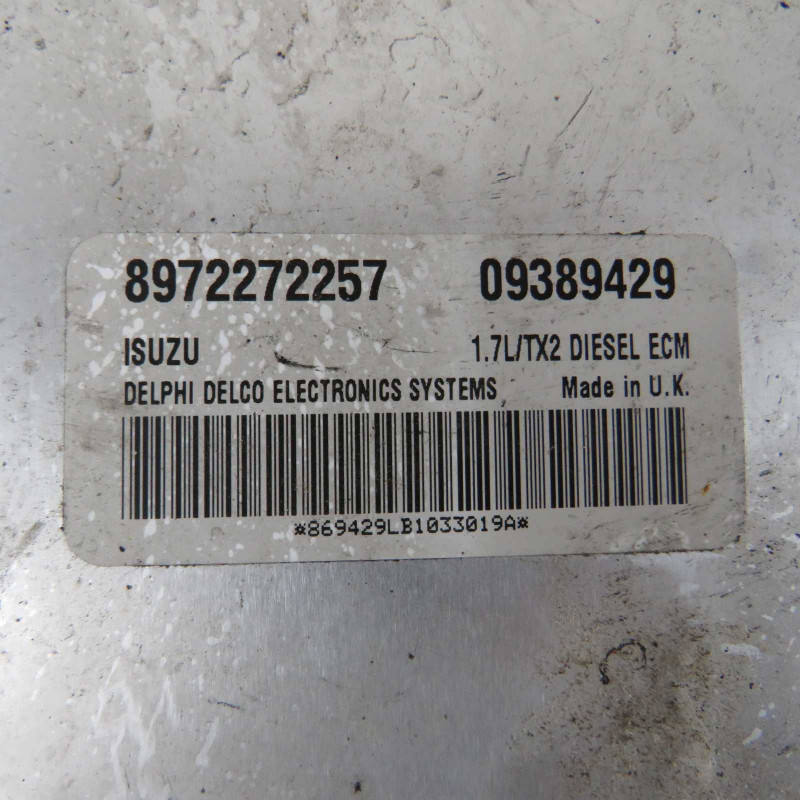 8972272257 09389429
ISUZU 1.7L/TX2 DIESEL ECM
DELPHI DELCO ELECTRONICS SYSTEMS Made in U.K.
*869429LB1033019A*